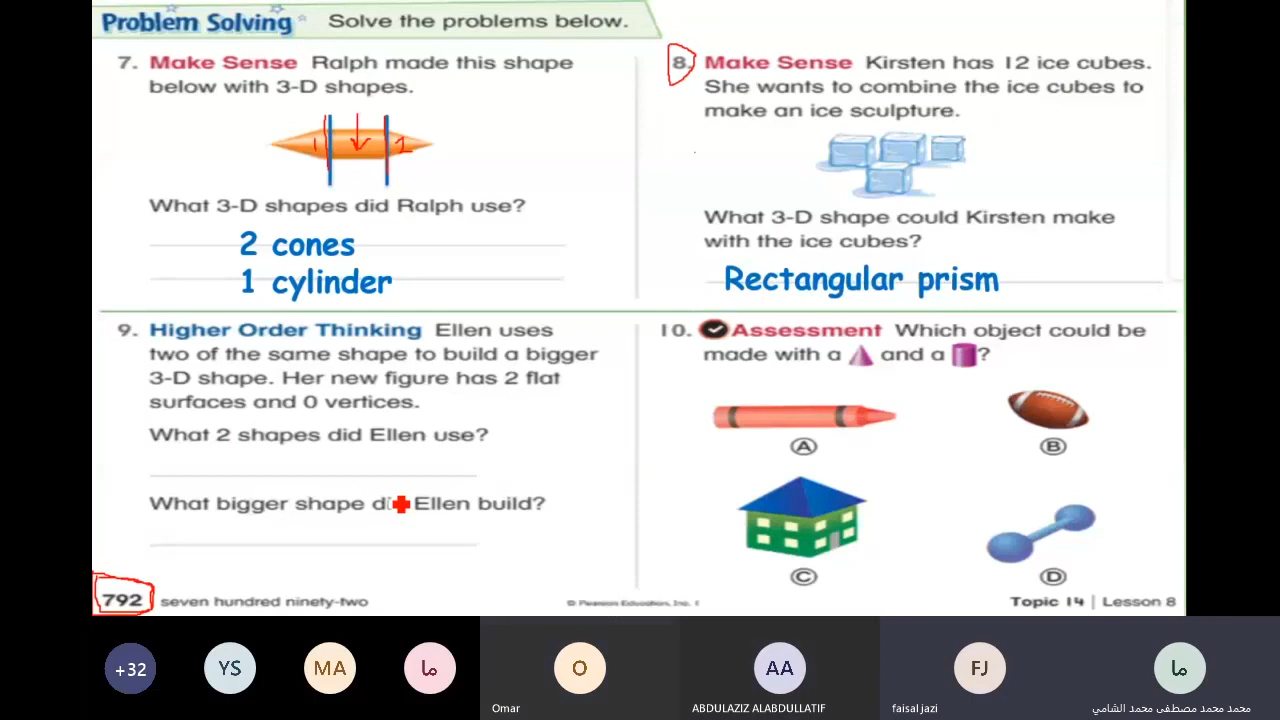 Problem Solving Solve the problems below.
7. Make Sense Ralph made this shape
below with 3-D shapes.
1 2
What 3-D shapes did Ralph use?
2 cones
1 cylinder
8. Make Sense Kirsten has 12 ice cubes.
She wants to combine the ice cubes to
make an ice sculpture.
What 3-D shape could Kirsten make
with the ice cubes?
Rectangular prism
9. Higher Order Thinking Ellen uses
two of the same shape to build a bigger
3-D shape. Her new figure has 2 flat
surfaces and 0 vertices.
What 2 shapes did Ellen use?
What bigger shape Ellen build?
10. Assessment Which object could be
made with a and a ?
A
B
C
D
792 seven hundred ninety-two
© Pearson Education, Inc. 1
Topic 14 | Lesson 8
+32
YS
MA
ما
O
AA
FJ
ما
Omar
ABDULAZIZ ALABDULLATIF
faisal jazi
محمد محمد مصطفى محمد الشامي